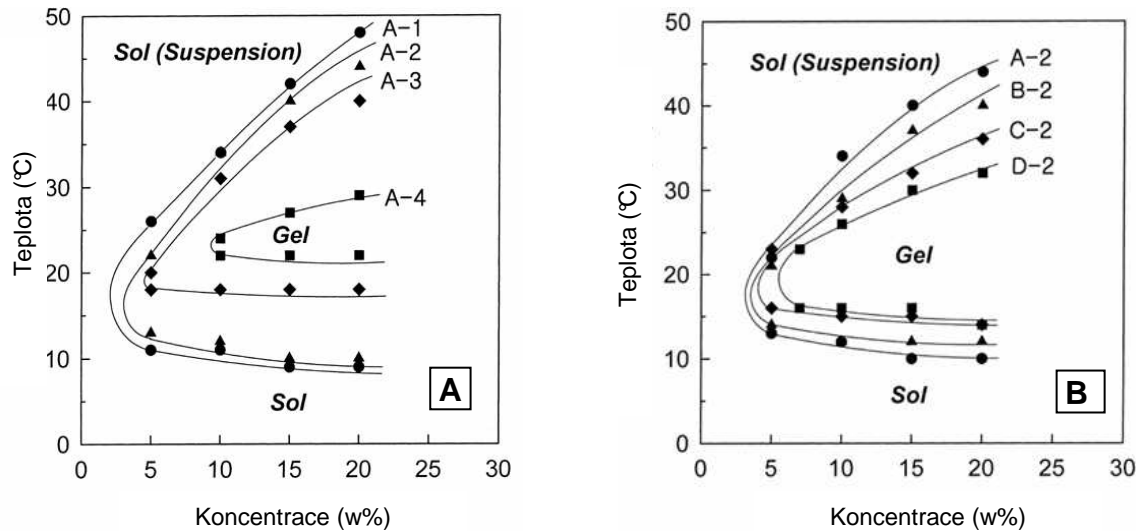 50
40
30
20
10
0
0 5 10 15 20 25 30
Teplota (°C)
Koncentrace (w%)
Sol (Suspension)
A-1
A-2
A-3
A-4
Gel
Sol
A
50
40
30
20
10
0
0 5 10 15 20 25 30
Teplota (°C)
Koncentrace (w%)
Sol (Suspension)
A-2
B-2
C-2
D-2
Gel
Sol
B